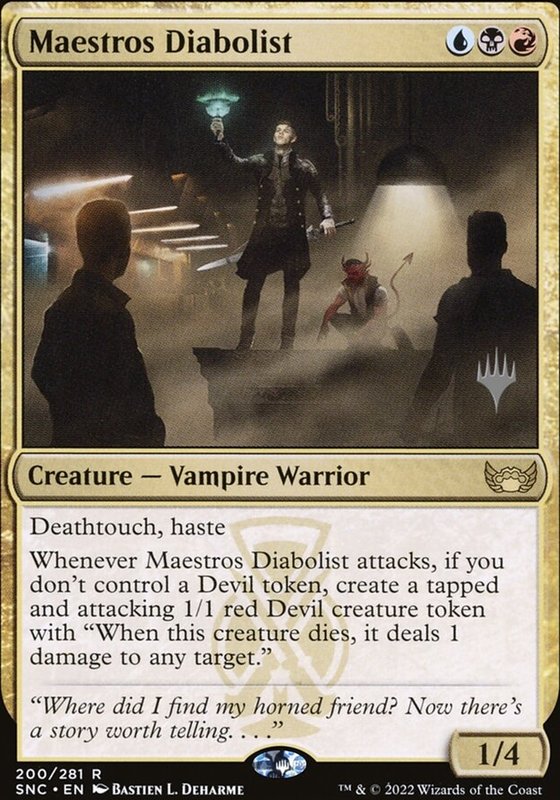 Maestros Diabolist
Creature — Vampire Warrior
Deathtouch, haste
Whenever Maestros Diabolist attacks, if you
don't control a Devil token, create a tapped
and attacking 1/1 red Devil creature token
with “When this creature dies, it deals 1
damage to any target.”
“Where did I find my horned friend? Now there's
a story worth telling. . . .”
1/4
200/281 R
SNC • EN Bastien L. Deharme
™ & © 2022 Wizards of the Coast